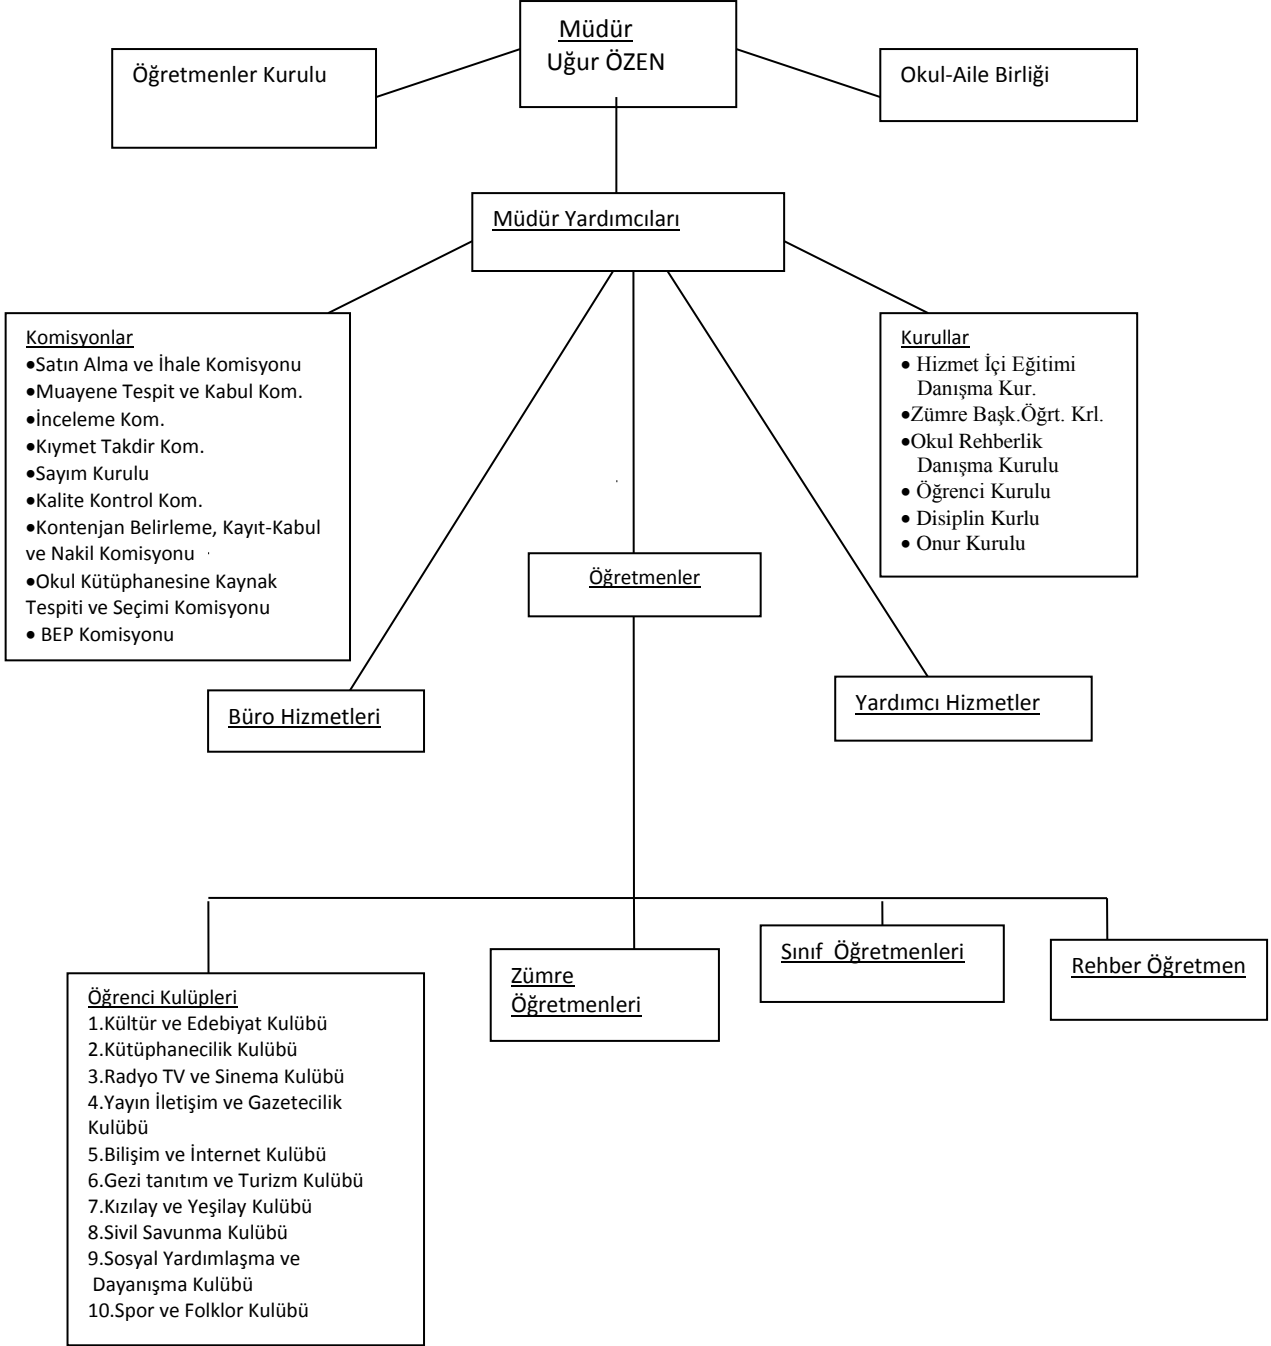 Müdür
Uğur ÖZEN
Öğretmenler Kurulu
Okul-Aile Birliği
Müdür Yardımcıları
Komisyonlar
•Satın Alma ve İhale Komisyonu
•Muayene Tespit ve Kabul Kom.
•İnceleme Kom.
•Kıymet Takdir Kom.
•Sayım Kurulu
•Kalite Kontrol Kom.
•Kontenjan Belirleme, Kayıt-Kabul
ve Nakil Komisyonu
•Okul Kütüphanesine Kaynak
Tespiti ve Seçimi Komisyonu
• BEP Komisyonu
Kurullar
• Hizmet İçi Eğitimi
Danışma Kur.
•Zümre Başk.Öğrt. Krl.
•Okul Rehberlik
Danışma Kurulu
• Öğrenci Kurulu
• Disiplin Kurlu
• Onur Kurulu
Öğretmenler
Büro Hizmetleri
Yardımcı Hizmetler
Öğrenci Kulüpleri
1.Kültür ve Edebiyat Kulübü
2.Kütüphanecilik Kulübü
3.Radyo TV ve Sinema Kulübü
4.Yayın İletişim ve Gazetecilik
Kulübü
5.Bilişim ve İnternet Kulübü
6.Gezi tanıtım ve Turizm Kulübü
7.Kızılay ve Yeşilay Kulübü
8.Sivil Savunma Kulübü
9.Sosyal Yardımlaşma ve
Dayanışma Kulübü
10.Spor ve Folklor Kulübü
Zümre
Öğretmenleri
Sınıf  Öğretmenleri
Rehber Öğretmen